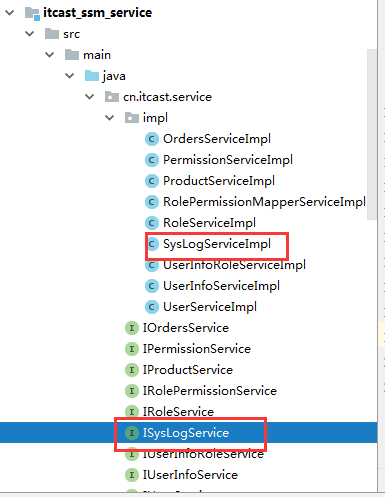 itcast_ssm_service
src
main
java
cn.itcast.service
impl
C OrdersServiceImpl
C PermissionServiceImpl
C ProductServiceImpl
C RolePermissionMapperServiceImpl
C RoleServiceImpl
C SysLogServiceImpl
C UserInfoRoleServiceImpl
C UserInfoServiceImpl
C UserServiceImpl
I IOrdersService
I IPermissionService
I IProductService
I IRolePermissionService
I IRoleService
I ISysLogService
I IUserInfoRoleService
I IUserInfoService